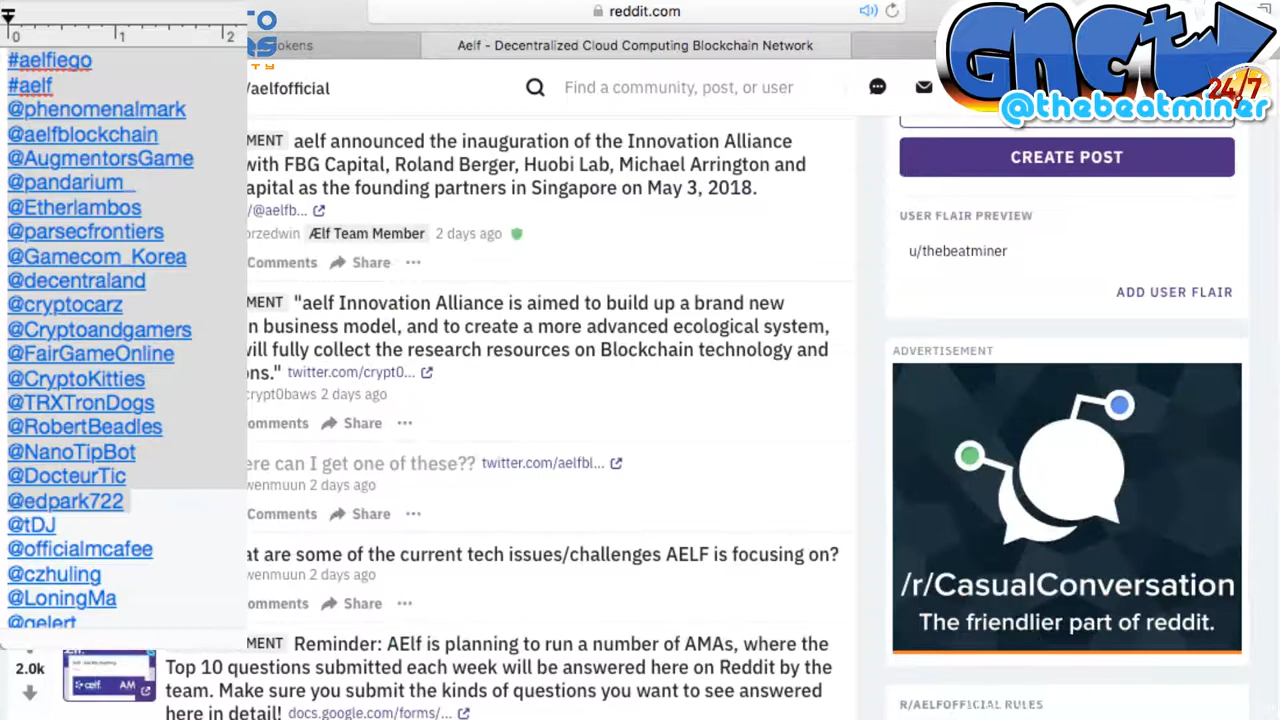 0 1 2
#aelfiego
#aelf
@phenomenalmark
@aelfblockchain
@AugmentorsGame
@pandarium_
@Etherlambos
@parsecfrontiers
@Gamecom_Korea
@decentraland
@cryptocarz
@Cryptoandgamers
@FairGameOnline
@CryptoKitties
@TRXTronDogs
@RobertBeadles
@NanoTipBot
@DocteurTic
@edpark722
@tDJ
@officialmcafee
@czhuling
@LoningMa
@gelert
reddit.com
okens
Aelf - Decentralized Cloud Computing Blockchain Network
/aelfofficial
Find a community, post, or user
GNCTV
24/7
@thebeatminer
MENT aelf announced the inauguration of the Innovation Alliance
with FBG Capital, Roland Berger, Huobi Lab, Michael Arrington and
apital as the founding partners in Singapore on May 3, 2018.
/@aelfb...
orzedwin Ælf Team Member 2 days ago
Comments Share ...
MENT "aelf Innovation Alliance is aimed to build up a brand new
n business model, and to create a more advanced ecological system,
will fully collect the research resources on Blockchain technology and
ons." twitter.com/crypt0...
crypt0baws 2 days ago
omments Share ...
ere can I get one of these?? twitter.com/aelfbl...
wenmuun 2 days ago
Comments Share ...
at are some of the current tech issues/challenges AELF is focusing on?
wenmuun 2 days ago
omments Share ...
2.0k
MENT Reminder: AElf is planning to run a number of AMAs, where the
Top 10 questions submitted each week will be answered here on Reddit by the
team. Make sure you submit the kinds of questions you want to see answered
here in detail! docs.google.com/forms/...
ælf. AM
CREATE POST
USER FLAIR PREVIEW
u/thebeatminer
ADD USER FLAIR
ADVERTISEMENT
/r/CasualConversation
The friendlier part of reddit.
R/AELFOFFICIAL RULES